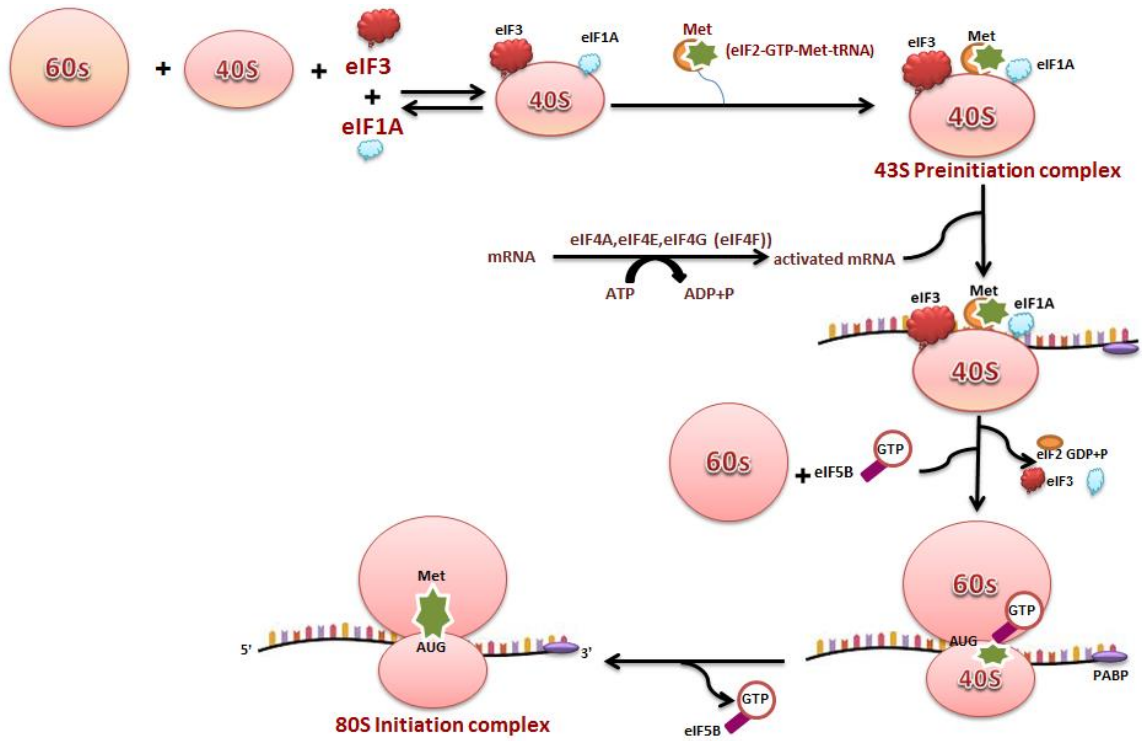 60s
+
40S
+
eIF3
+
eIF1A
eIF3
eIF1A
40S
Met
(eIF2-GTP-Met-tRNA)
eIF3
Met
eIF1A
40S
43S Preinitiation complex
mRNA
eIF4A,eIF4E,eIF4G (eIF4F))
ATP
ADP+P
activated mRNA
eIF3
Met
eIF1A
40S
60s
+
eIF5B
GTP
eIF2 GDP+P
eIF3
60s
GTP
AUG
40S
PABP
eIF5B
GTP
Met
AUG
5'
3'
80S Initiation complex